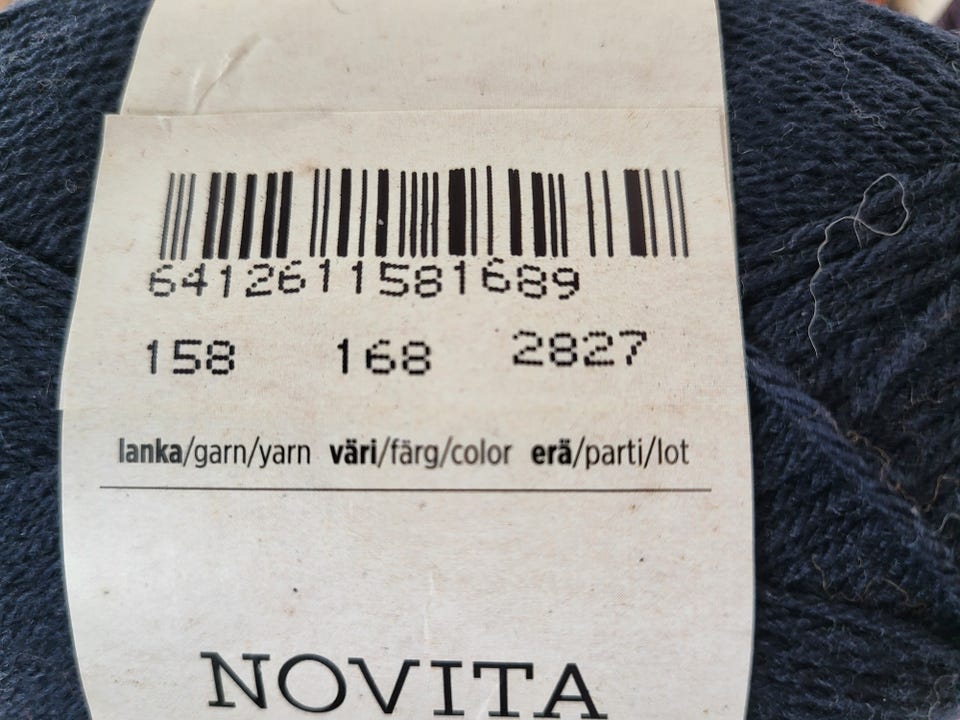 6412611581689
158 168 2827
lanka/garn/yarn väri/färg/color erä/parti/lot
NOVITA